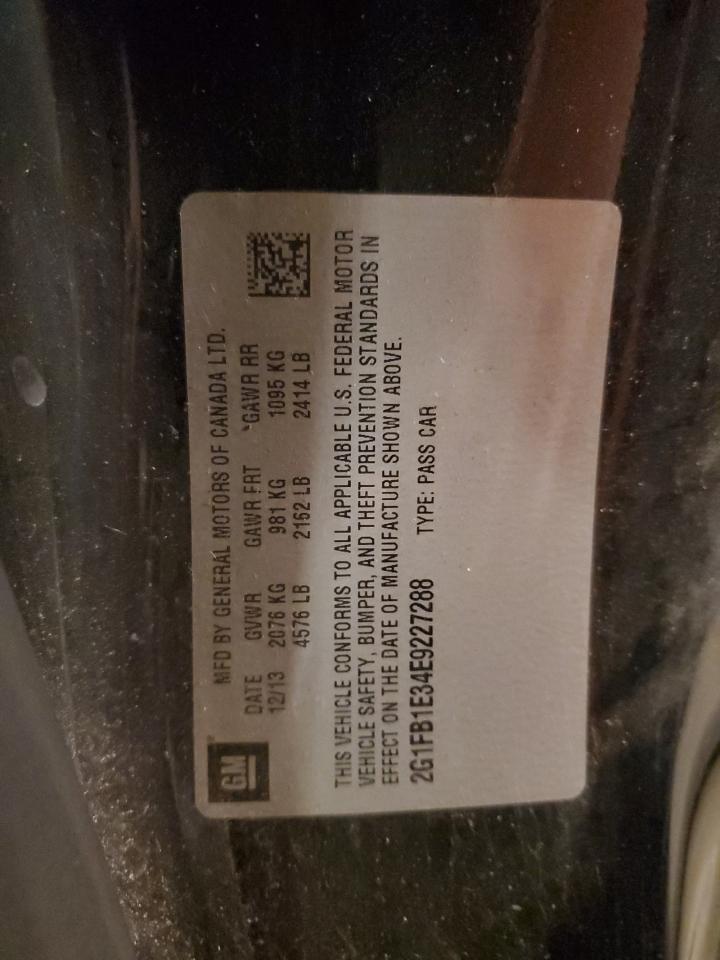 GM
MFD BY GENERAL MOTORS OF CANADA LTD.
DATE GVWR GAWR FRT GAWR RR
12/13 2076 KG 981 KG 1095 KG
4576 LB 2162 LB 2414 LB
THIS VEHICLE CONFORMS TO ALL APPLICABLE U.S. FEDERAL MOTOR
VEHICLE SAFETY, BUMPER, AND THEFT PREVENTION STANDARDS IN
EFFECT ON THE DATE OF MANUFACTURE SHOWN ABOVE.
2G1FB1E34E9227288 TYPE: PASS CAR